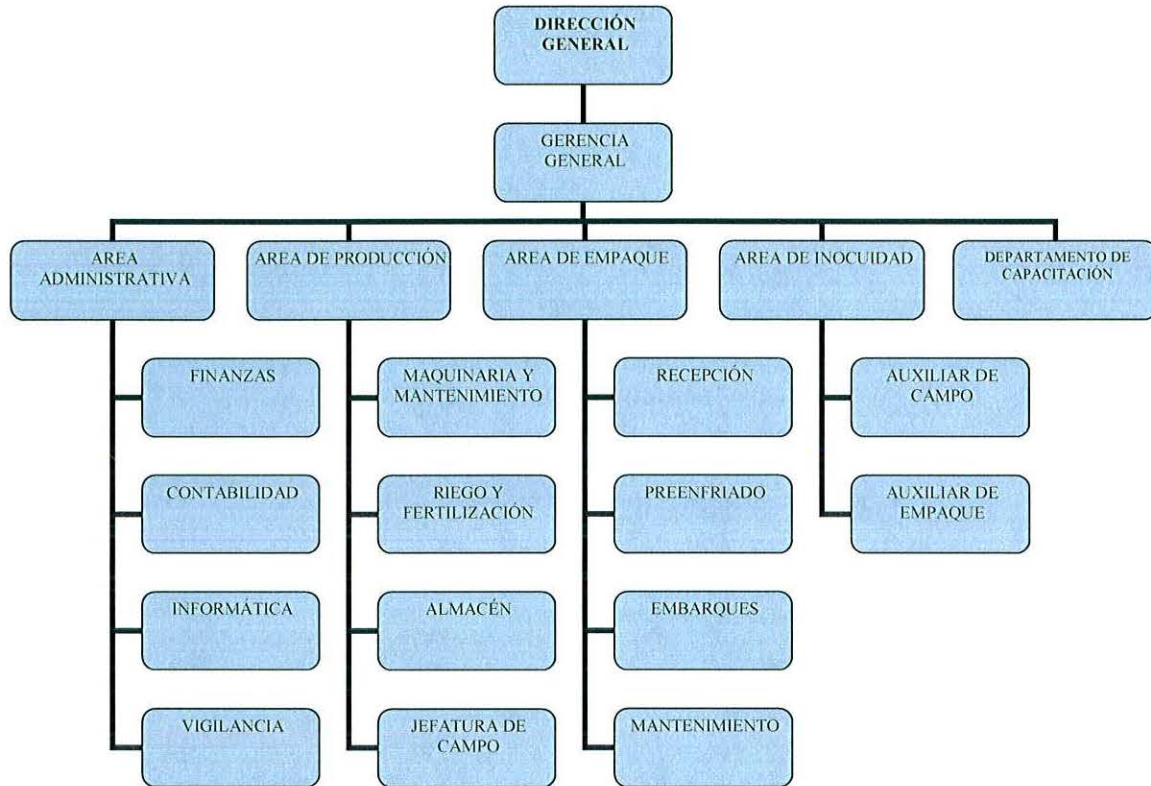 DIRECCIÓN
GENERAL
GERENCIA
GENERAL
AREA
ADMINISTRATIVA
AREA DE PRODUCCIÓN
AREA DE EMPAQUE
AREA DE INOCUIDAD
DEPARTAMENTO DE
CAPACITACIÓN
FINANZAS
CONTABILIDAD
INFORMÁTICA
VIGILANCIA
MAQUINARIA Y
MANTENIMIENTO
RIEGO Y
FERTILIZACIÓN
ALMACÉN
JEFATURA DE
CAMPO
RECEPCIÓN
PREENFRIADO
EMBARQUES
MANTENIMIENTO
AUXILIAR DE
CAMPO
AUXILIAR DE
EMPAQUE